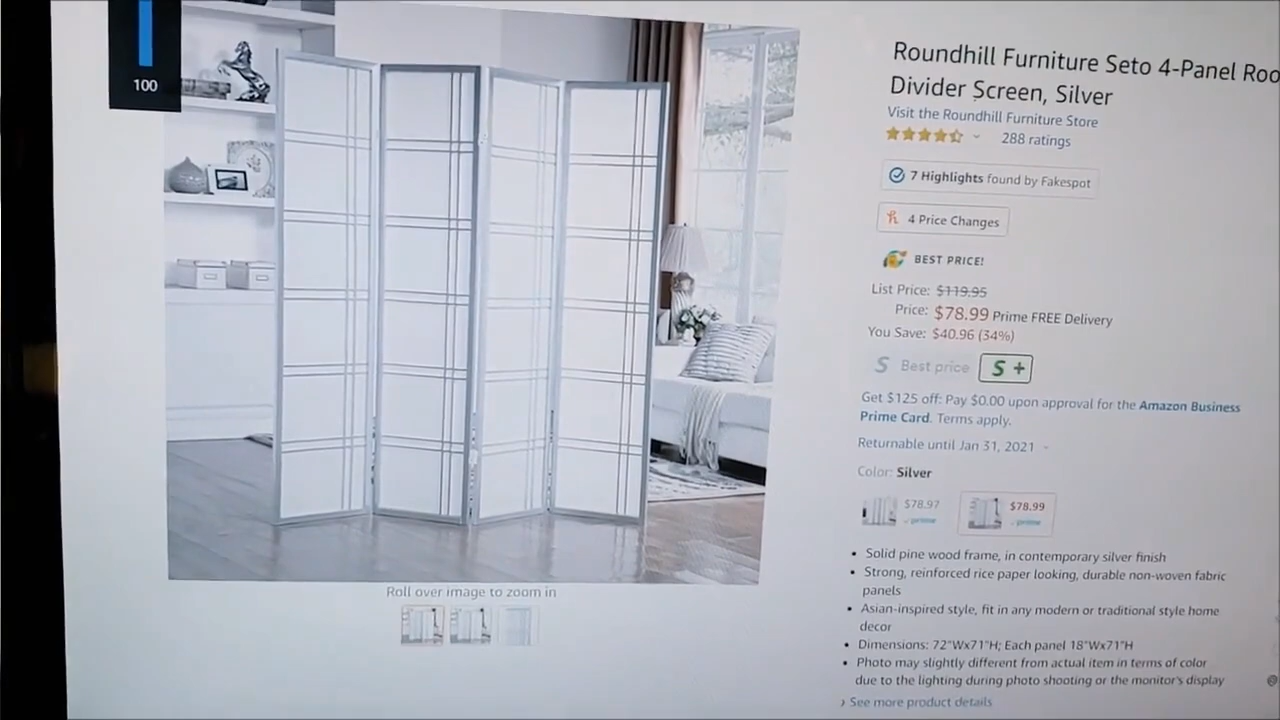 100
Roundhill Furniture Seto 4-Panel Roo
Divider Screen, Silver
Visit the Roundhill Furniture Store
288 ratings
7 Highlights found by Fakespot
4 Price Changes
BEST PRICE!
List Price: $119.95
Price: $78.99 Prime FREE Delivery
You Save: $40.96 (34%)
S Best price S +
Get $125 off: Pay $0.00 upon approval for the Amazon Business
Prime Card. Terms apply.
Returnable until Jan 31, 2021
Color: Silver
$78.97
prime
$78.99
prime
• Solid pine wood frame, in contemporary silver finish
• Strong, reinforced rice paper looking, durable non-woven fabric
panels
• Asian-inspired style, fit in any modern or traditional style home
decor
• Dimensions: 72"Wx71"H; Each panel 18"Wx71"H
• Photo may slightly different from actual item in terms of color
due to the lighting during photo shooting or the monitor's display
› See more product details
Roll over image to zoom in